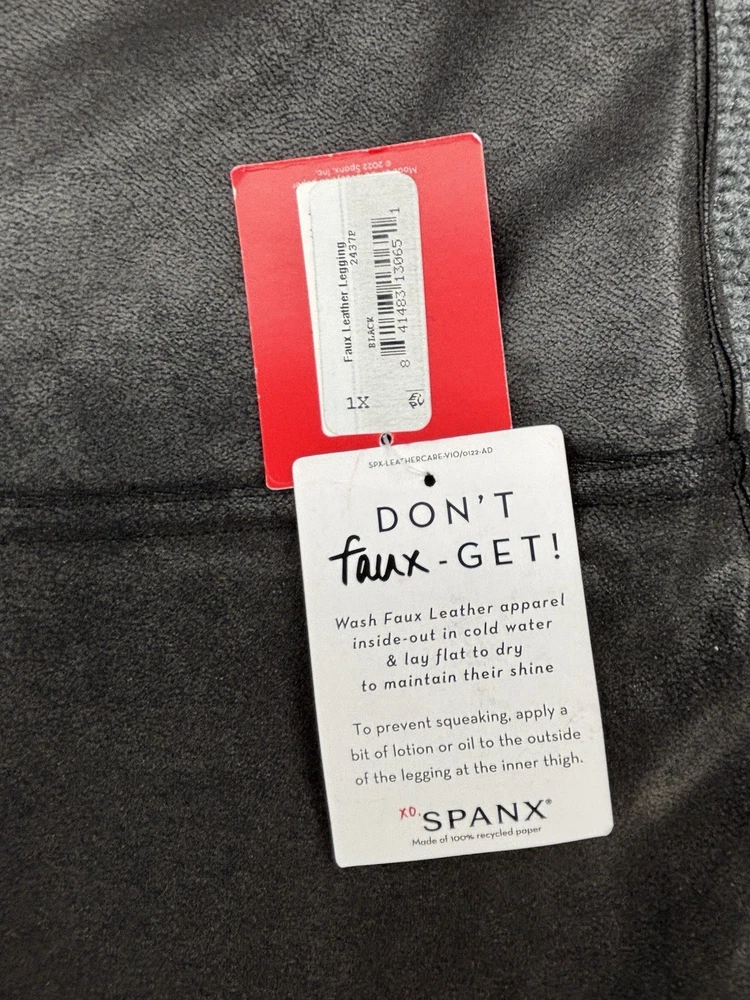 © 2022 Spanx, Inc.
Faux Leather Legging
2437P
BLACK
8 41483 13065 1
1X
SPX-LEATHERCARE-V10/0122-AD
DON'T
faux-GET!
Wash Faux Leather apparel
inside-out in cold water
& lay flat to dry
to maintain their shine
To prevent squeaking, apply a
bit of lotion or oil to the outside
of the legging at the inner thigh.
XO, SPANX®
Made of 100% recycled paper